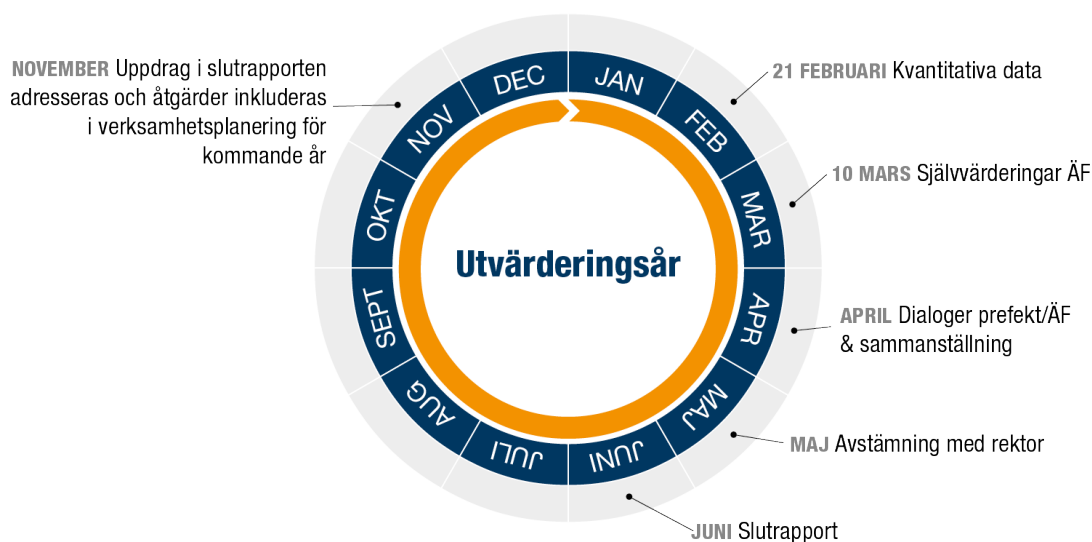 NOVEMBER Uppdrag i slutrapporten
adresseras och åtgärder inkluderas
i verksamhetsplanering för
kommande år
DEC
JAN
FEB
MAR
APR
MAJ
JUNI
JULI
AUG
SEPT
OKT
NOV
Utvärderingsår
21 FEBRUARI Kvantitativa data
10 MARS Självvärderingar ÄF
APRIL Dialoger prefekt/ÄF
& sammanställning
MAJ Avstämning med rektor
JUNI Slutrapport